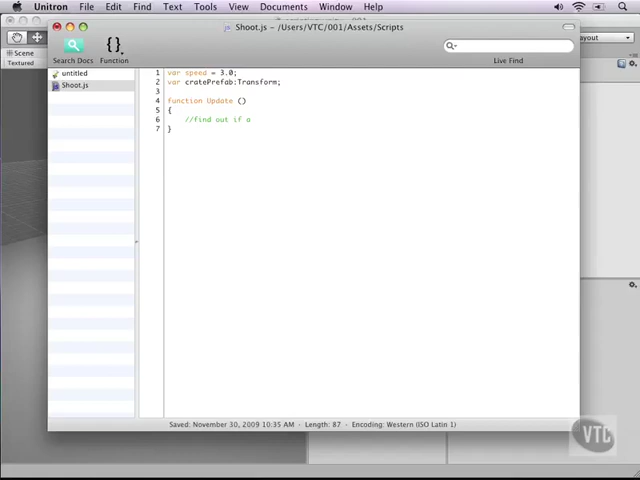 Unitron File Edit Find Text Tools View Documents Window Help
Shoot.js – /Users/VTC/001/Assets/Scripts
Search Docs
Function
Live Find
Scene
Textured
ayout
untitled
Shoot.js
1 var speed = 3.0;
2 var cratePrefab:Transform;
3
4 function Update ()
5 {
6 //find out if a
7 }
Saved: November 30, 2009 10:35 AM • Length: 87 • Encoding: Western (ISO Latin 1)
VTC